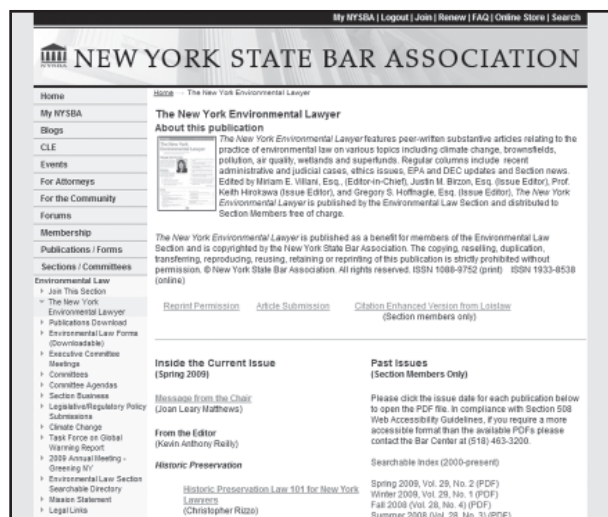 My NYSBA | Logout | Join | Renew | FAQ | Online Store | Search
NYSBA
NEW YORK STATE BAR ASSOCIATION
Home
My NYSBA
Blogs
CLE
Events
For Attorneys
For the Community
Forums
Membership
Publications / Forms
Sections / Committees
Environmental Law
Join This Section
The New York
Environmental Lawyer
Publications Download
Environmental Law Forms
(Downloadable)
Executive Committee
Meetings
Committees
Committee Agendas
Section Business
Legislative/Regulatory Policy
Submissions
Climate Change
Task Force on Global
Warming Report
2009 Annual Meeting -
Greening NY
Environmental Law Section
Searchable Directory
Mission Statement
Legal Links
Home → The New York Environmental Lawyer
The New York Environmental Lawyer
About this publication
The New York Environmental Lawyer features peer-written substantive articles relating to the
practice of environmental law on various topics including climate change, brownsfields,
pollution, air quality, wetlands and superfunds. Regular columns include recent
administrative and judicial cases, ethics issues, EPA and DEC updates and Section news.
Edited by Miriam E. Villani, Esq., (Editor-in-Chief), Justin M. Birzon, Esq. (Issue Editor), Prof.
Keith Hirokawa (Issue Editor), and Gregory S. Hoffnagle, Esq. (Issue Editor), The New York
Environmental Lawyer is published by the Environmental Law Section and distributed to
Section Members free of charge.
The New York Environmental Lawyer is published as a benefit for members of the Environmental Law
Section and is copyrighted by the New York State Bar Association. The copying, reselling, duplication,
transferring, reproducing, reusing, retaining or reprinting of this publication is strictly prohibited without
permission. © New York State Bar Association. All rights reserved. ISSN 1088-9752 (print) ISSN 1933-8538
(online)
Reprint Permission Article Submission Citation Enhanced Version from Loislaw
(Section members only)
Inside the Current Issue
(Spring 2009)
Message from the Chair
(Joan Leary Matthews)
From the Editor
(Kevin Anthony Reilly)
Historic Preservation
Historic Preservation Law 101 for New York
Lawyers
(Christopher Rizzo)
Past Issues
(Section Members Only)
Please click the issue date for each publication below
to open the PDF file. In compliance with Section 508
Web Accessibility Guidelines, if you require a more
accessible format than the available PDFs please
contact the Bar Center at (518) 463-3200.
Searchable Index (2000-present)
Spring 2009, Vol. 29, No. 2 (PDF)
Winter 2009, Vol. 29, No. 1 (PDF)
Fall 2008 (Vol. 28, No. 4) (PDF)
Summer 2008 (Vol. 28, No. 3) (PDF)